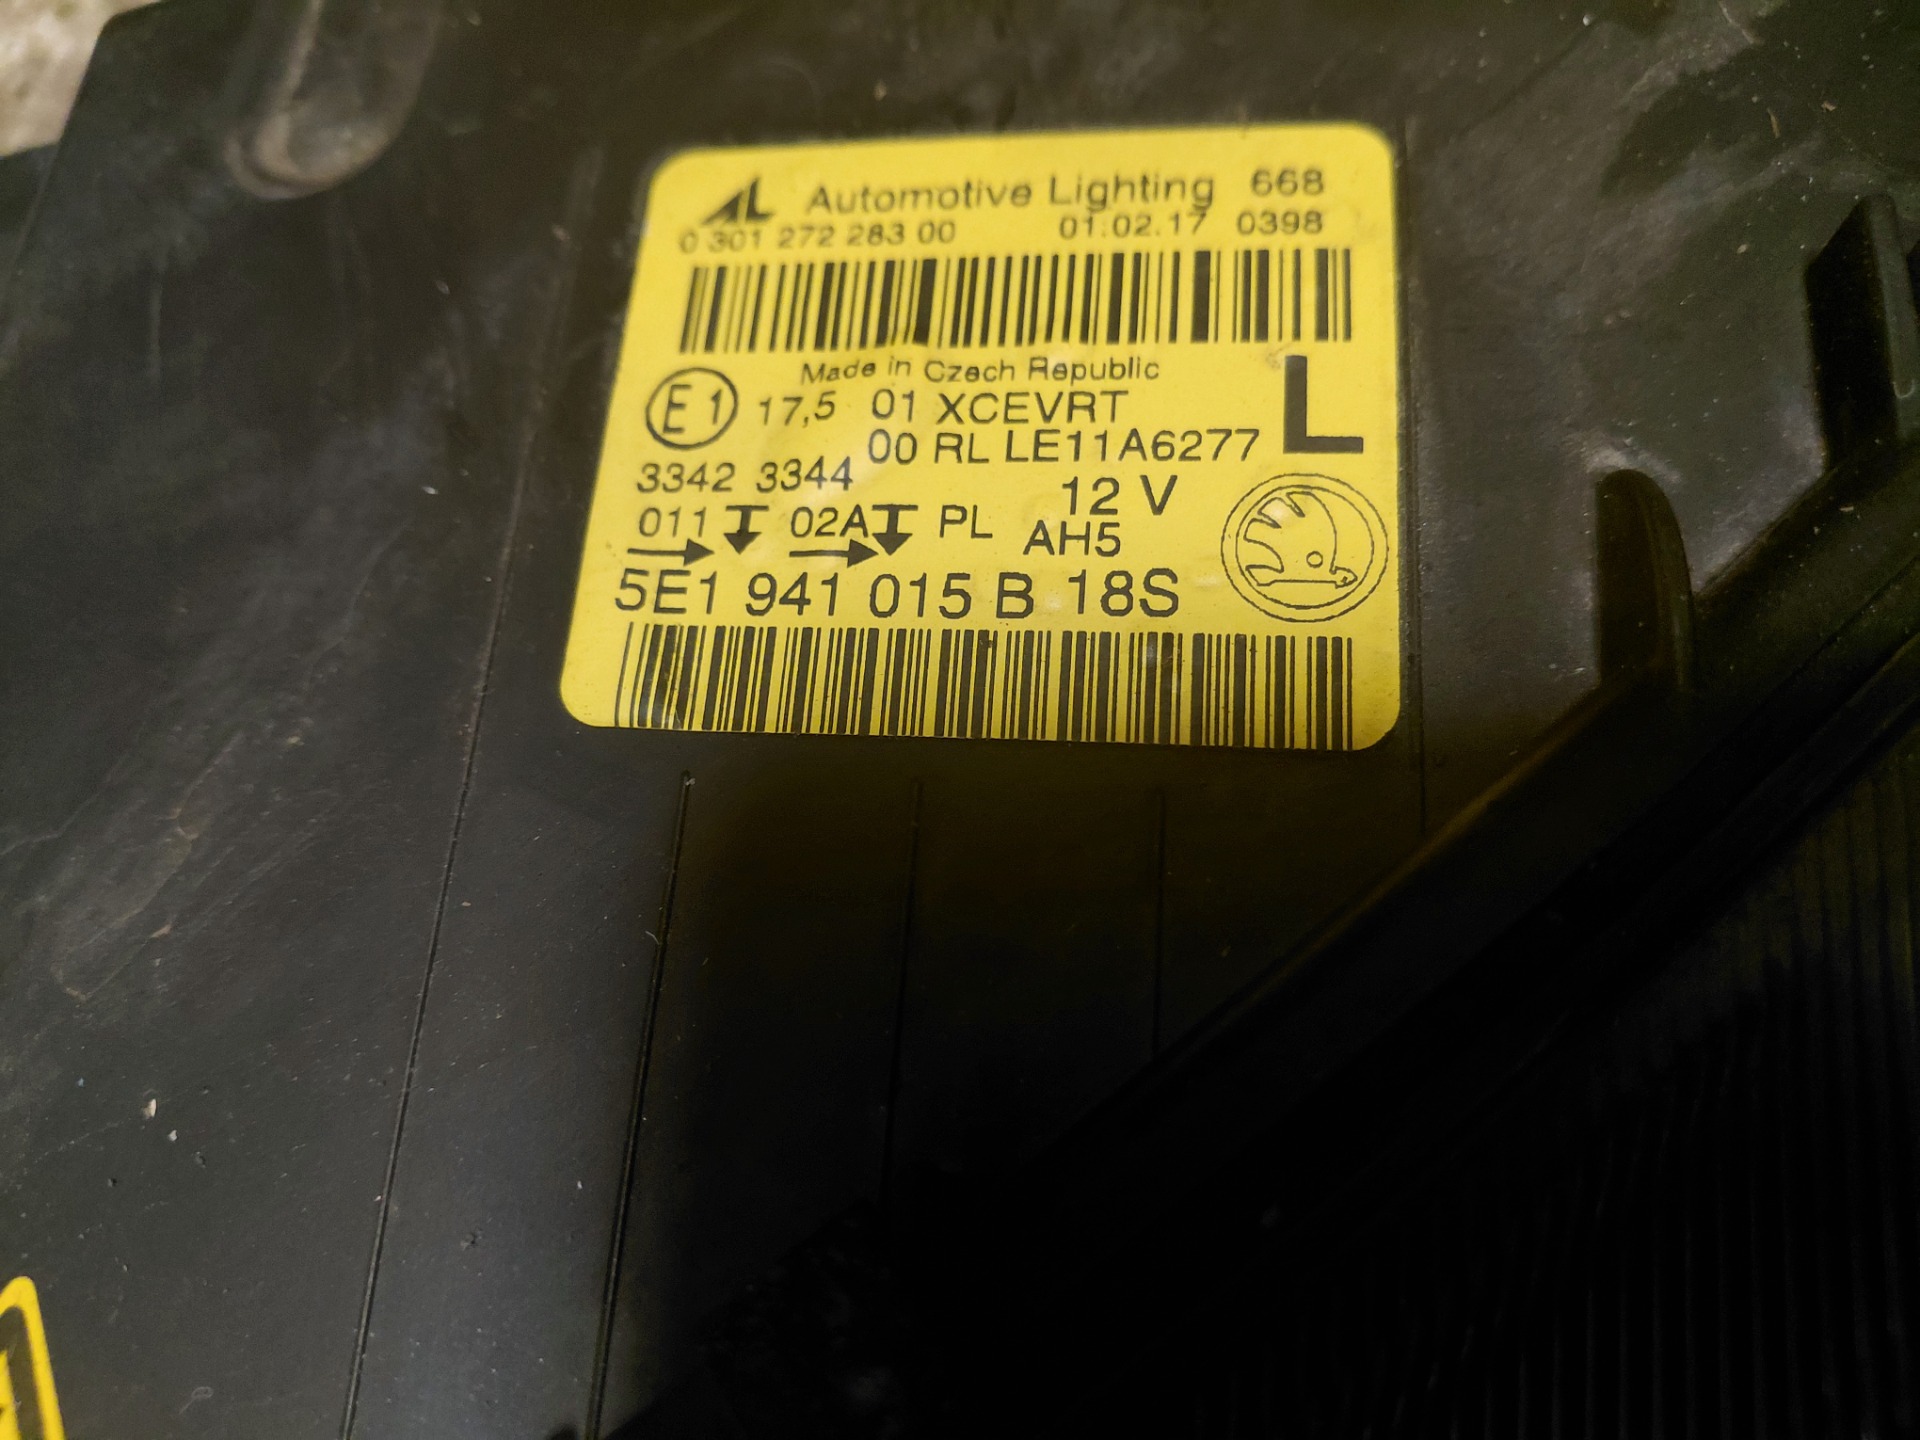 AL Automotive Lighting 668
0 301 272 283 00 01.02.17 0398
Made in Czech Republic
E1 17,5 01 XCEVRT L
00 RL LE11A6277
3342 3344 12 V
011 02A PL AH5
5E1 941 015 B 18S